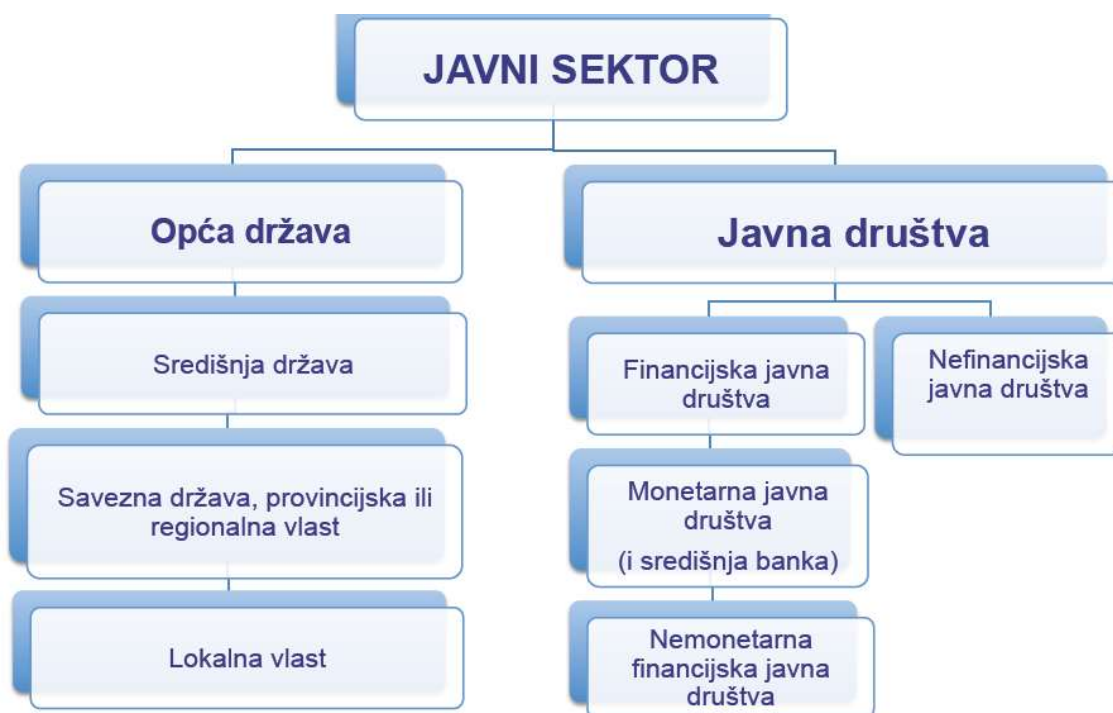 JAVNI SEKTOR
Opća država
Središnja država
Savezna država, provincijska ili
regionalna vlast
Lokalna vlast
Javna društva
Financijska javna
društva
Monetarna javna
društva
(i središnja banka)
Nemonetarna
financijska javna
društva
Nefinancijska
javna društva